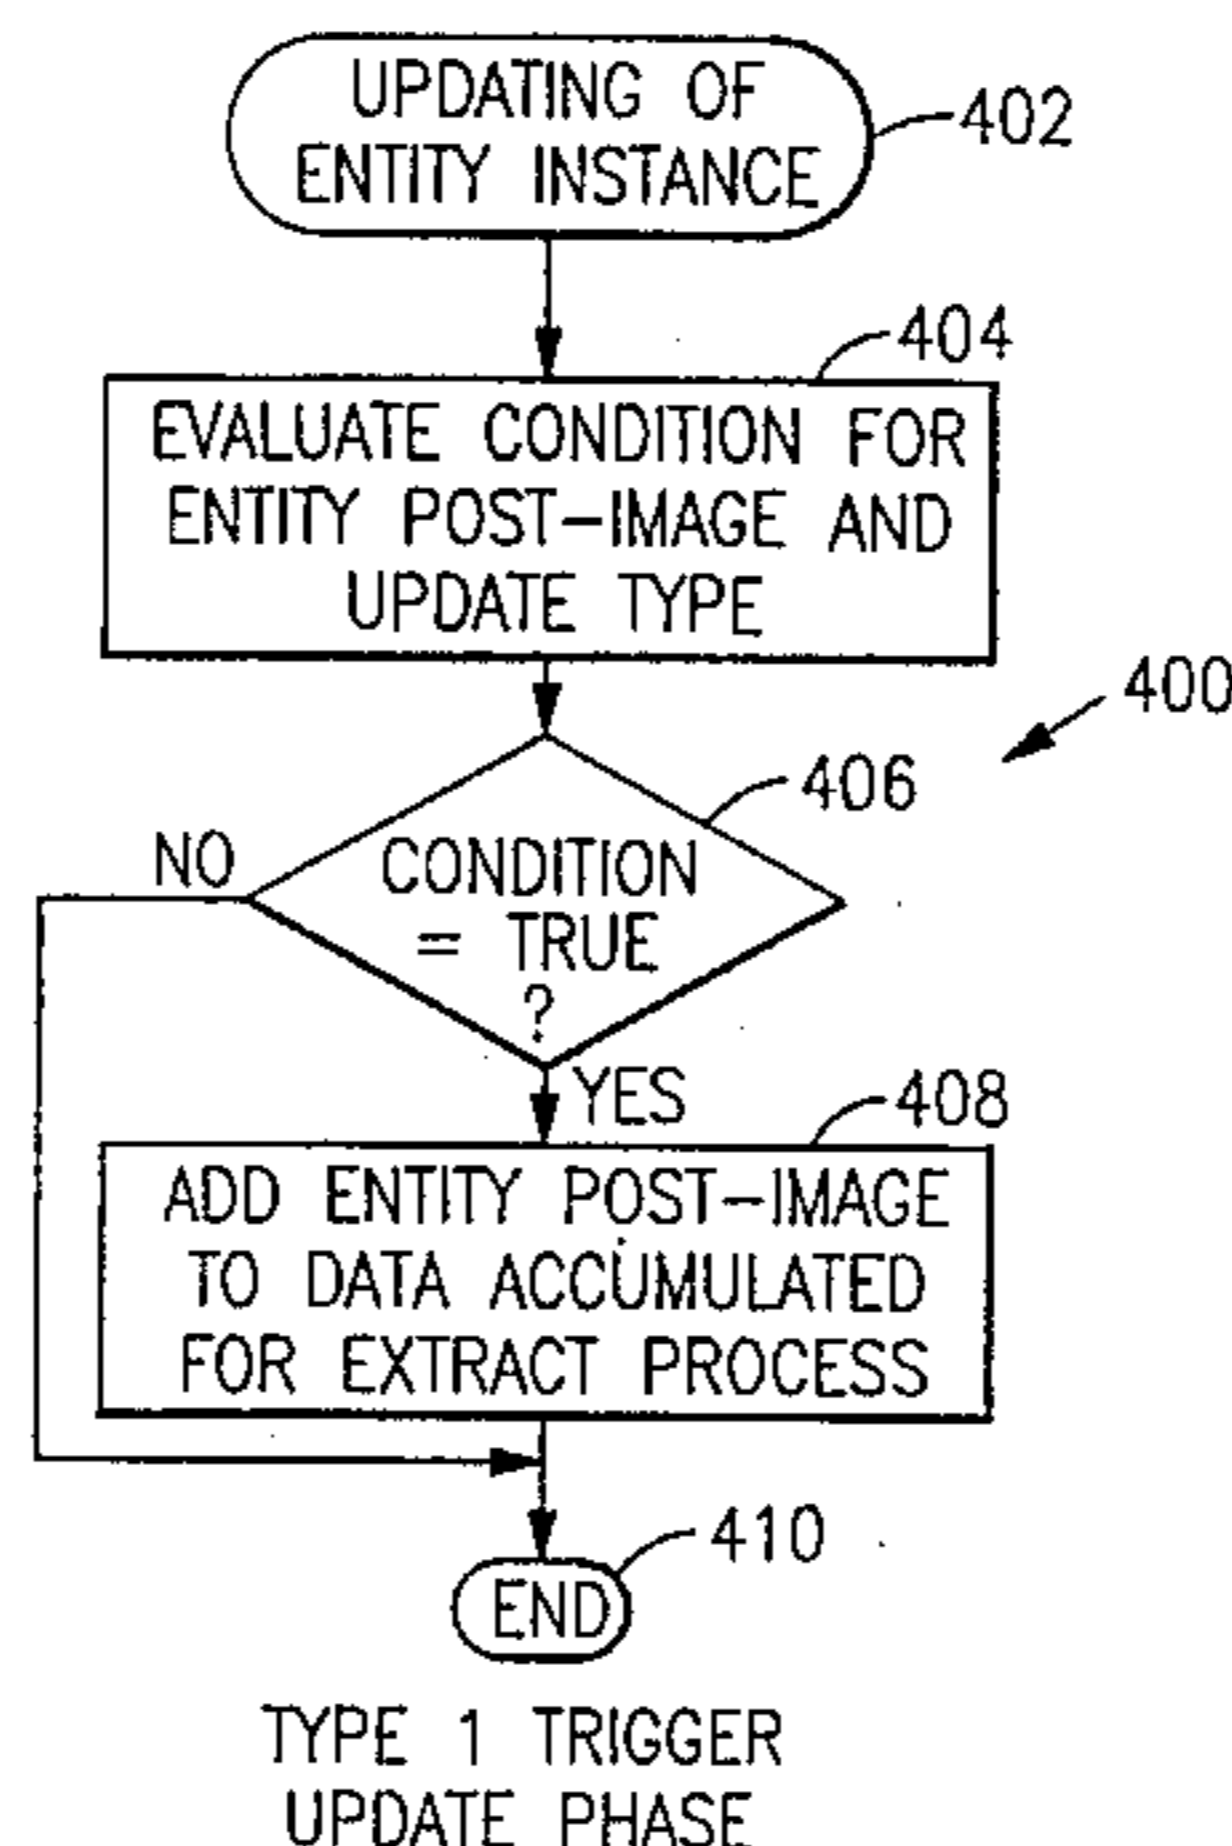 UPDATING OF
ENTITY INSTANCE
402
404
EVALUATE CONDITION FOR
ENTITY POST-IMAGE AND
UPDATE TYPE
400
406
NO
CONDITION
= TRUE
?
YES
408
ADD ENTITY POST-IMAGE
TO DATA ACCUMULATED
FOR EXTRACT PROCESS
410
END
TYPE 1 TRIGGER
UPDATE PHASE